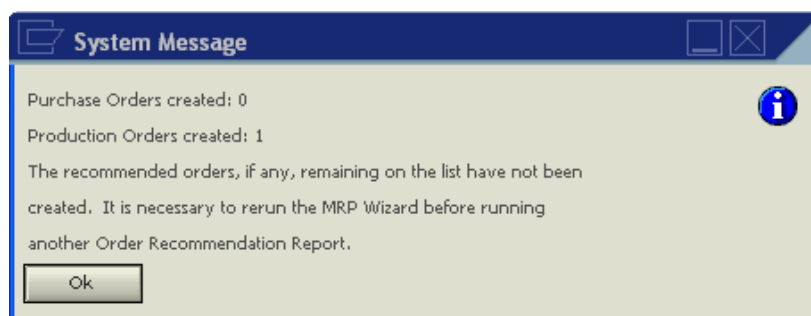 System Message
Purchase Orders created: 0
Production Orders created: 1
The recommended orders, if any, remaining on the list have not been
created.  It is necessary to rerun the MRP Wizard before running
another Order Recommendation Report.
Ok